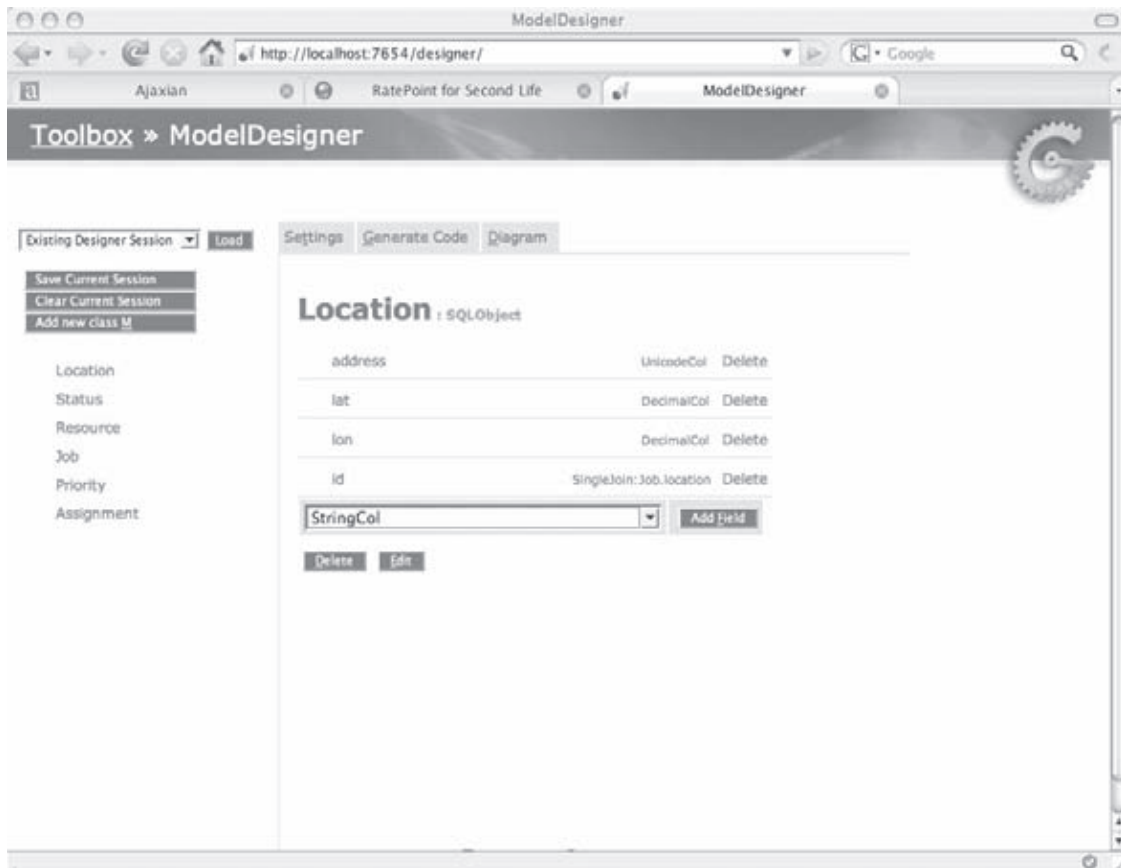 ModelDesigner
http://localhost:7654/designer/
G Google
Ajaxian
RatePoint for Second Life
ModelDesigner
Toolbox » ModelDesigner
Existing Designer Session
Load
Settings
Generate Code
Diagram
Save Current Session
Clear Current Session
Add new class M
Location
Status
Resource
Job
Priority
Assignment
Location : SQLObject
address UnicodeCol Delete
lat DecimalCol Delete
lon DecimalCol Delete
id SingleJoin:Job.location Delete
StringCol
Add Field
Delete
Edit